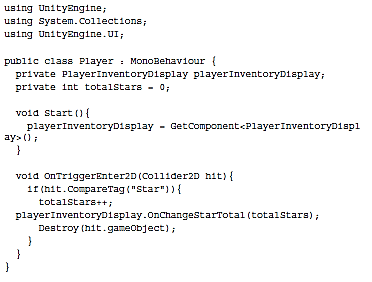 using UnityEngine;
using System.Collections;
using UnityEngine.UI;

public class Player : MonoBehaviour {
  private PlayerInventoryDisplay playerInventoryDisplay;
  private int totalStars = 0;

  void Start(){
    playerInventoryDisplay = GetComponent<PlayerInventoryDispl
ay>();
  }

  void OnTriggerEnter2D(Collider2D hit){
    if(hit.CompareTag("Star")){
      totalStars++;
  playerInventoryDisplay.OnChangeStarTotal(totalStars);
      Destroy(hit.gameObject);
    }
  }
}